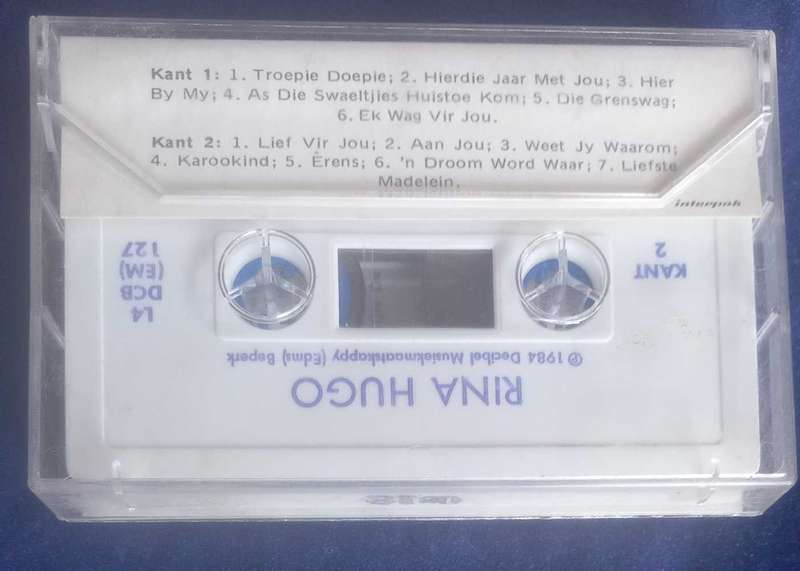 Kant 1: 1. Troepie Doepie; 2. Hierdie Jaar Met Jou; 3. Hier
By My; 4. As Die Swaeltjies Huistoe Kom; 5. Die Grenswag;
6. Ek Wag Vir Jou.
Kant 2: 1. Lief Vir Jou; 2. Aan Jou; 3. Weet Jy Waarom;
4. Karookind; 5. Êrens; 6. 'n Droom Word Waar; 7. Liefste
Madelein.
interpak
RINA HUGO
℗ 1984 Decibel Musiekmaatskappy (Edms) Beperk
KANT
2
L4
DCB
(EM)
127